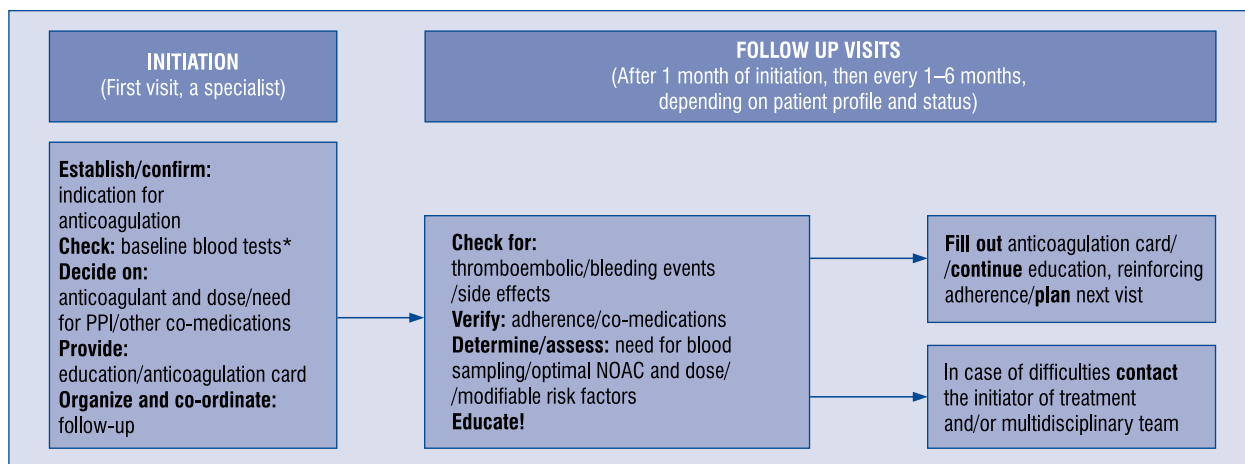 INITIATION
(First visit, a specialist)
FOLLOW UP VISITS
(After 1 month of initiation, then every 1–6 months,
depending on patient profile and status)
Establish/confirm:
indication for
anticoagulation
Check: baseline blood tests*
Decide on:
anticoagulant and dose/need
for PPI/other co-medications
Provide:
education/anticoagulation card
Organize and co-ordinate:
follow-up
Check for:
thromboembolic/bleeding events
/side effects
Verify: adherence/co-medications
Determine/assess: need for blood
sampling/optimal NOAC and dose/
/modifiable risk factors
Educate!
Fill out anticoagulation card/
/continue education, reinforcing
adherence/plan next vist
In case of difficulties contact
the initiator of treatment
and/or multidisciplinary team